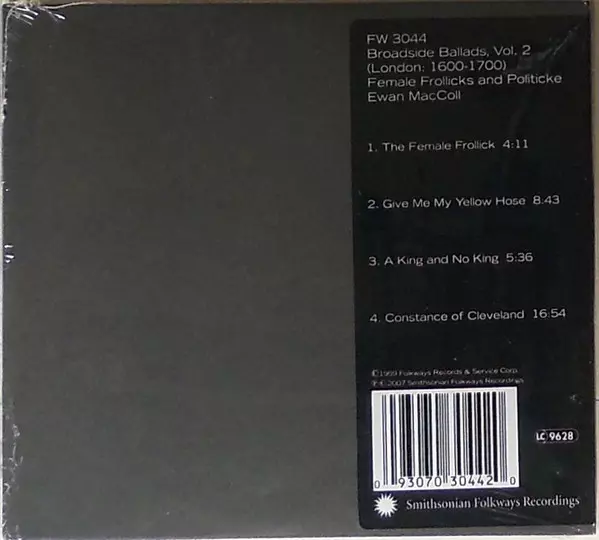 FW 3044
Broadside Ballads, Vol. 2
(London: 1600-1700)
Female Frollicks and Politicke
Ewan MacColl
1. The Female Frollick 4:11
2. Give Me My Yellow Hose 8:43
3. A King and No King 5:36
4. Constance of Cleveland 16:54
Folkways Records & Service Corp.
℗ © 2007 Smithsonian Folkways Recordings
LC 9628
0 93070 30442 0
Smithsonian Folkways Recordings